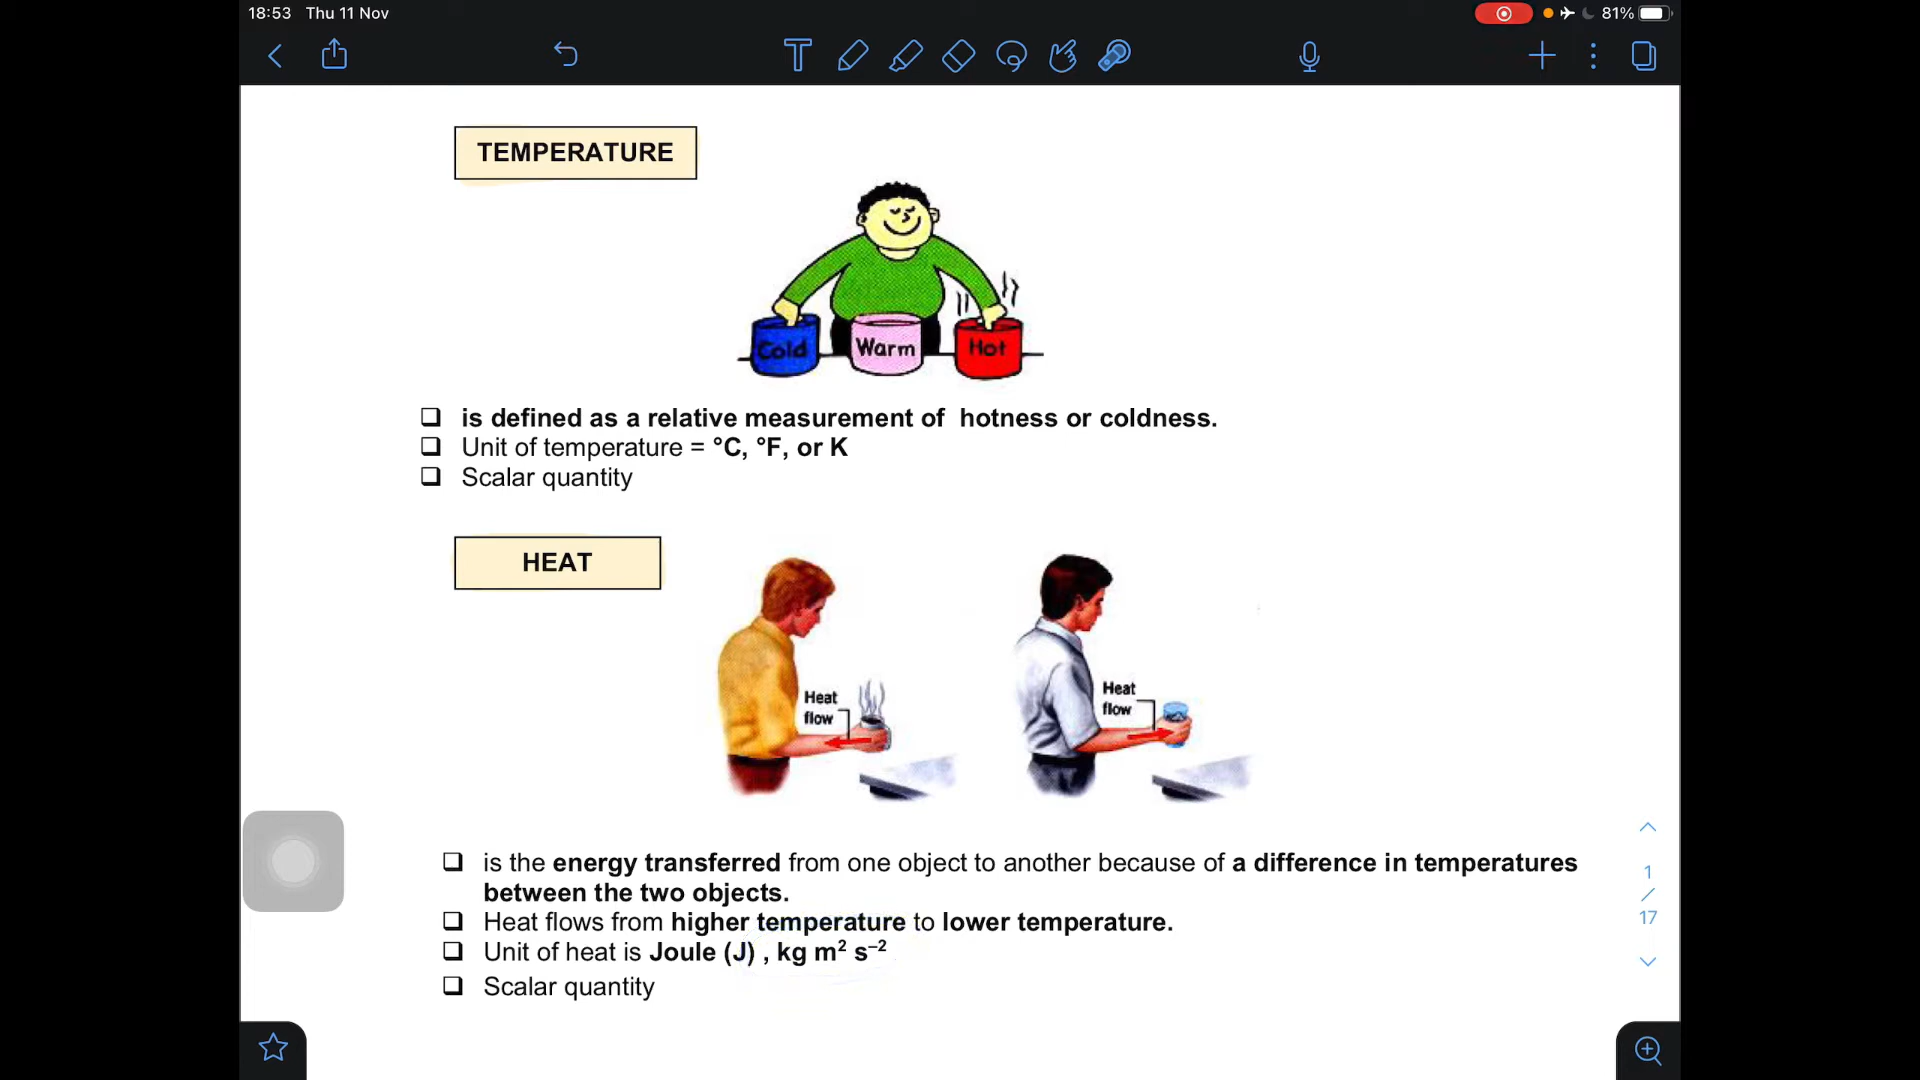 18:53 Thu 11 Nov
81%
TEMPERATURE
Cold
Warm
Hot
❑ is defined as a relative measurement of hotness or coldness.
❑ Unit of temperature = °C, °F, or K
❑ Scalar quantity
HEAT
Heat
flow
Heat
flow
❑ is the energy transferred from one object to another because of a difference in temperatures
between the two objects.
❑ Heat flows from higher temperature to lower temperature.
❑ Unit of heat is Joule (J) , kg m² s⁻²
❑ Scalar quantity
1
/
17